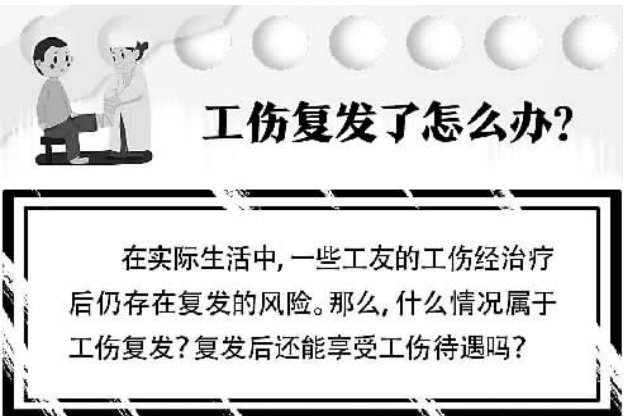 工伤复发了怎么办?
在实际生活中,一些工友的工伤经治疗
后仍存在复发的风险。那么,什么情况属于
工伤复发?复发后还能享受工伤待遇吗?